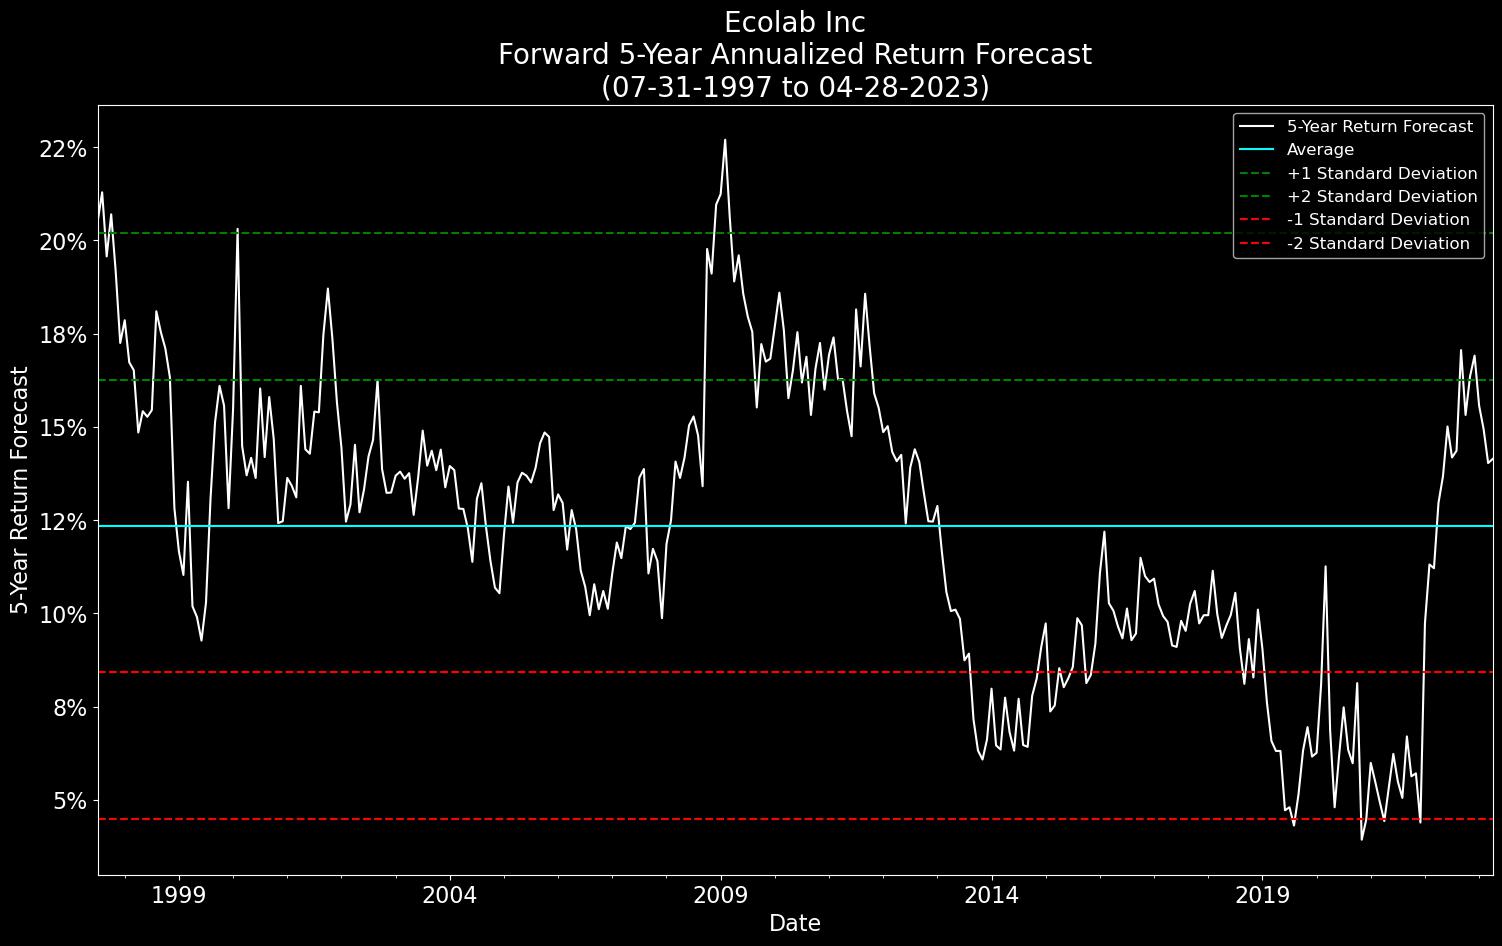 Ecolab Inc
Forward 5-Year Annualized Return Forecast
(07-31-1997 to 04-28-2023)
5-Year Return Forecast
22%
20%
18%
15%
12%
10%
8%
5%
5-Year Return Forecast
Average
+1 Standard Deviation
+2 Standard Deviation
-1 Standard Deviation
-2 Standard Deviation
1999
2004
2009
2014
2019
Date